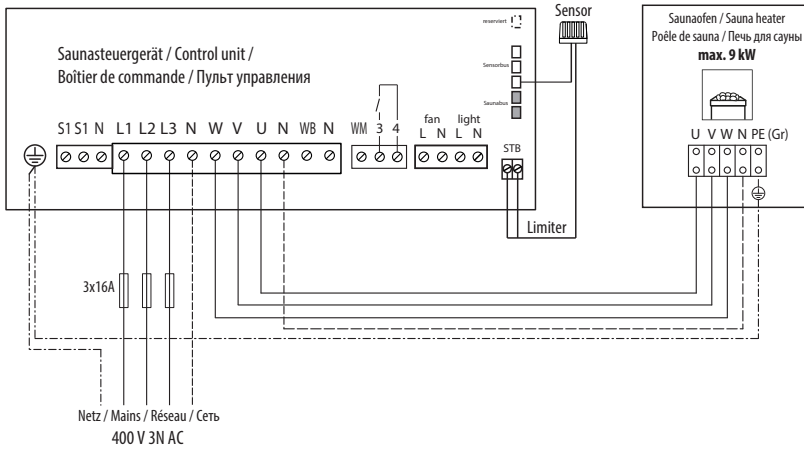 Saunasteuergerät / Control unit /
Boîtier de commande / Пульт управления
reserviert
Sensorbus
Saunabus
Sensor
S1 S1 N L1 L2 L3 N W V U N WB N
WM 3 4
fan light
L N L N
STB
Limiter
Saunaofen / Sauna heater
Poêle de sauna / Печь для сауны
max. 9 kW
U V W N PE (Gr)
3x16A
Netz / Mains / Réseau / Сеть
400 V 3N AC